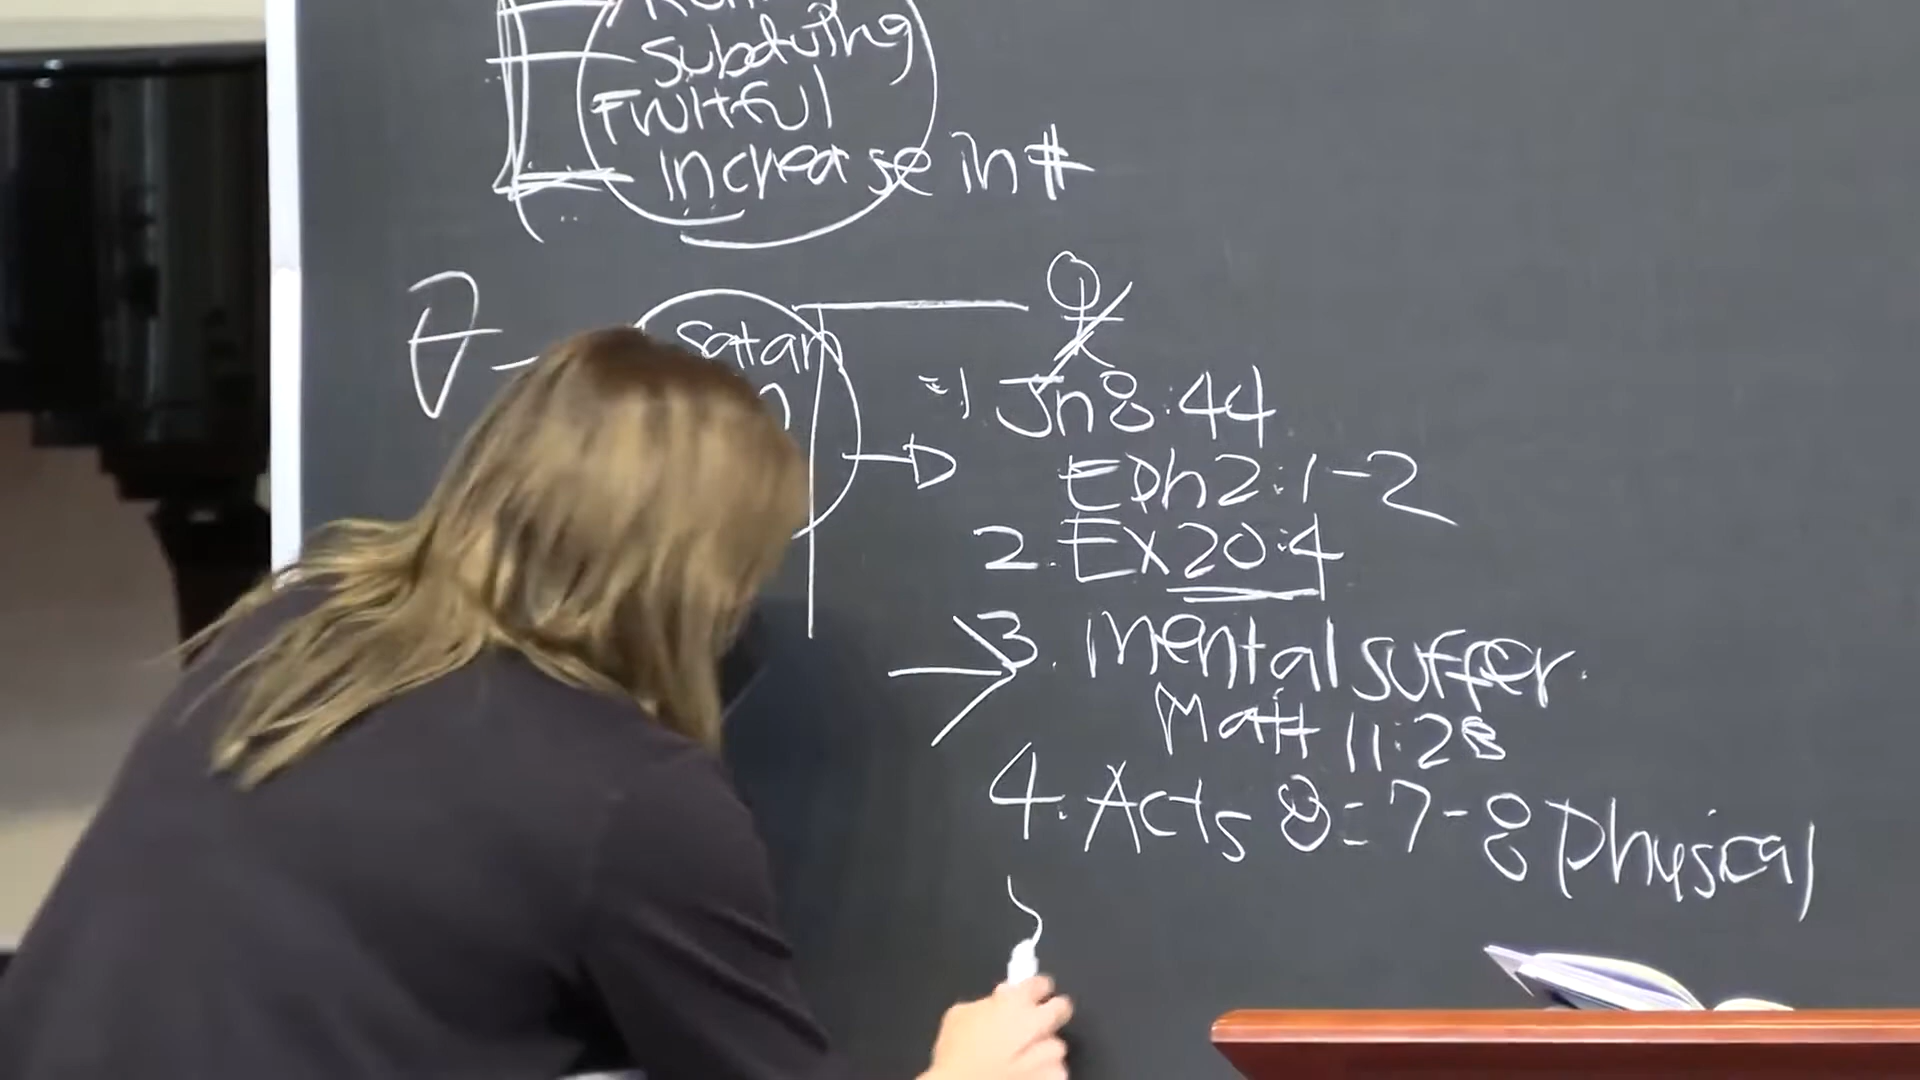 subduing
Fruitful
increase in #
Satan
1 Jn 8:44
Eph 2:1-2
2. Ex 20:4
3. mental suffer.
Matt 11:28
4. Acts 8:7-8 Physical